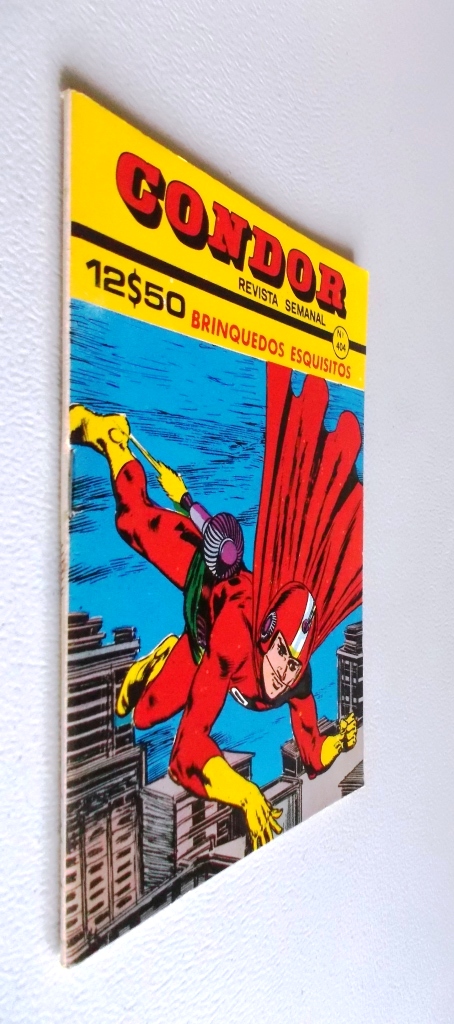 CONDOR
REVISTA SEMANAL
12$50
Nº
404
BRINQUEDOS ESQUISITOS